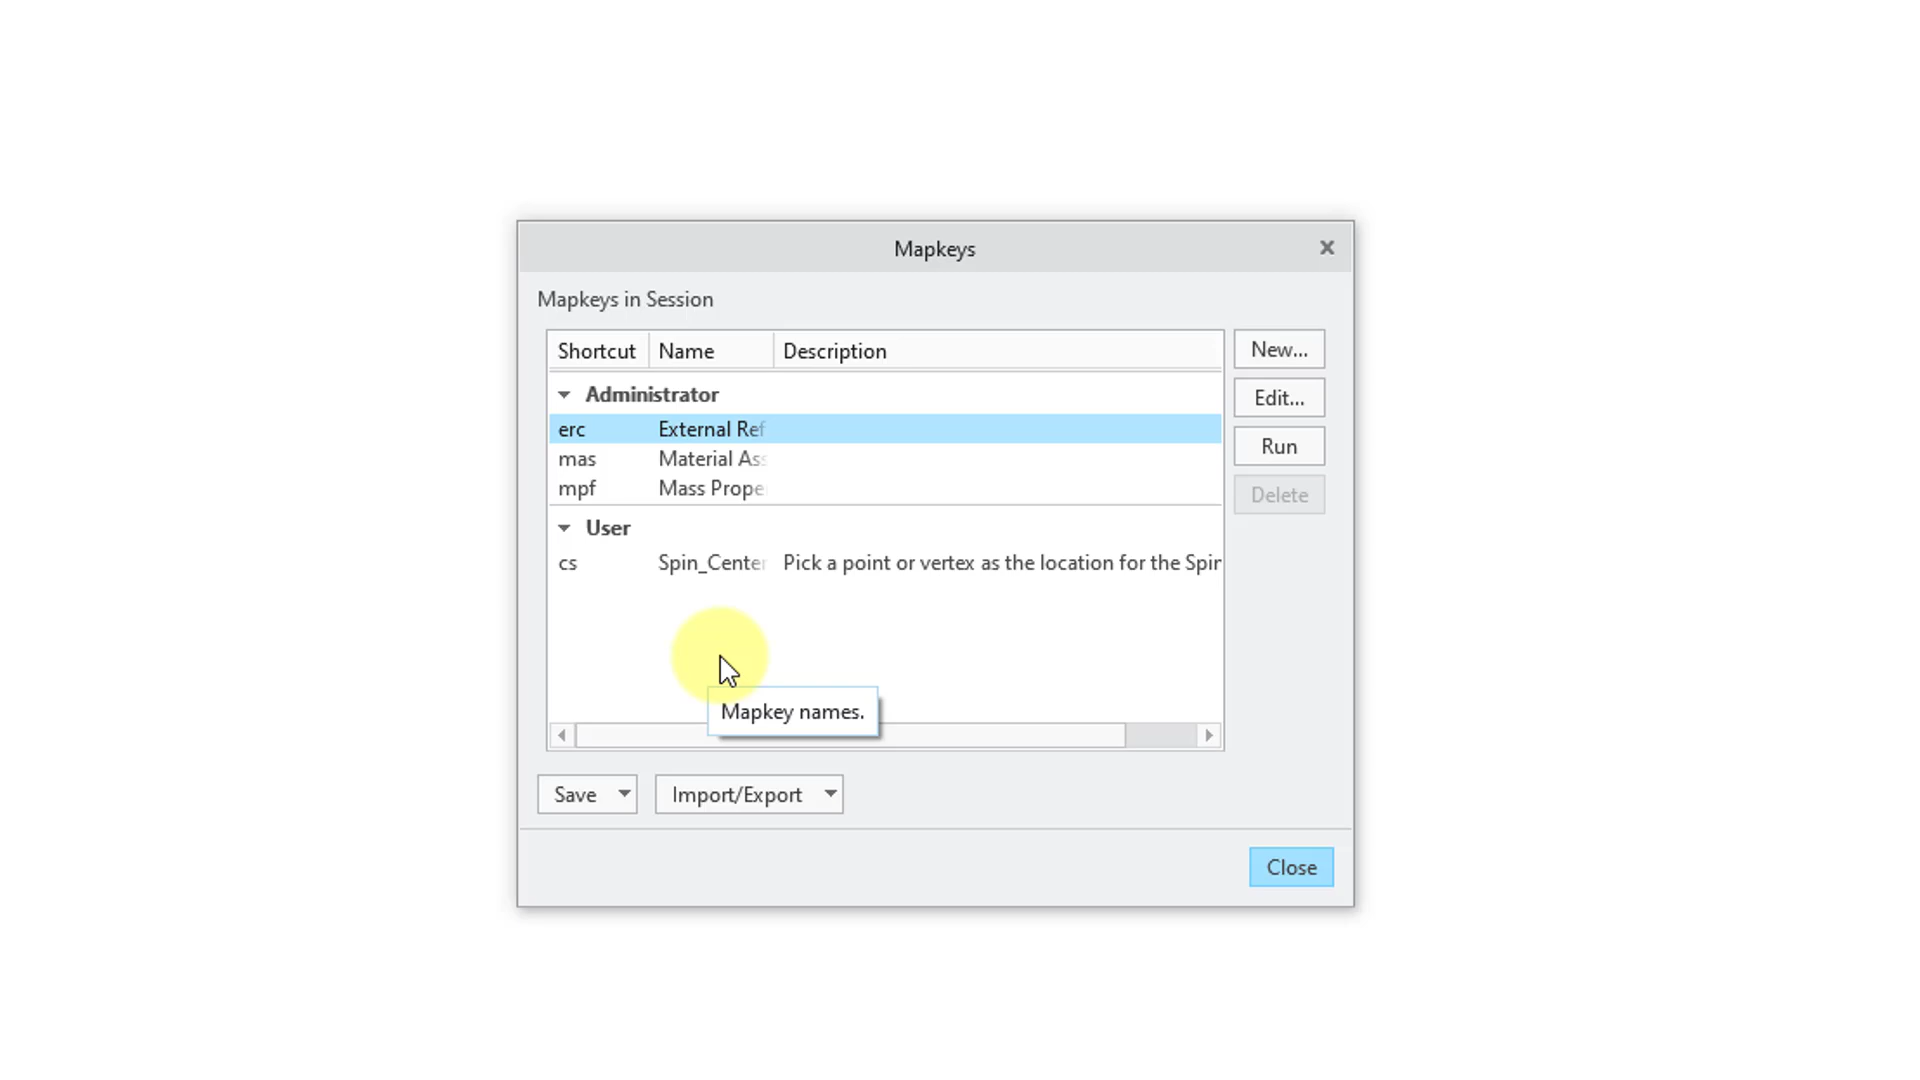 Mapkeys
Mapkeys in Session
Shortcut Name Description
New...
Administrator
Edit...
erc External Ref
Run
mas Material Ass
mpf Mass Prope
Delete
User
cs Spin_Center Pick a point or vertex as the location for the Spin
Mapkey names.
Save Import/Export
Close